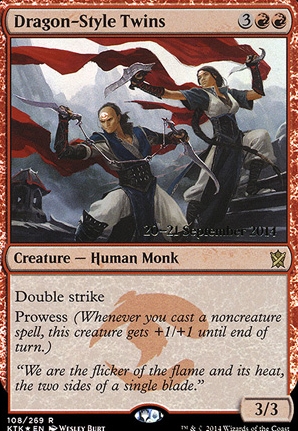 Dragon-Style Twins 3
20–21 September 2014
Creature — Human Monk
Double strike
Prowess (Whenever you cast a noncreature
spell, this creature gets +1/+1 until end of
turn.)
“We are the flicker of the flame and its heat,
the two sides of a single blade.”
3/3
108/269 R
KTK★EN Wesley Burt
™ & © 2014 Wizards of the Coast